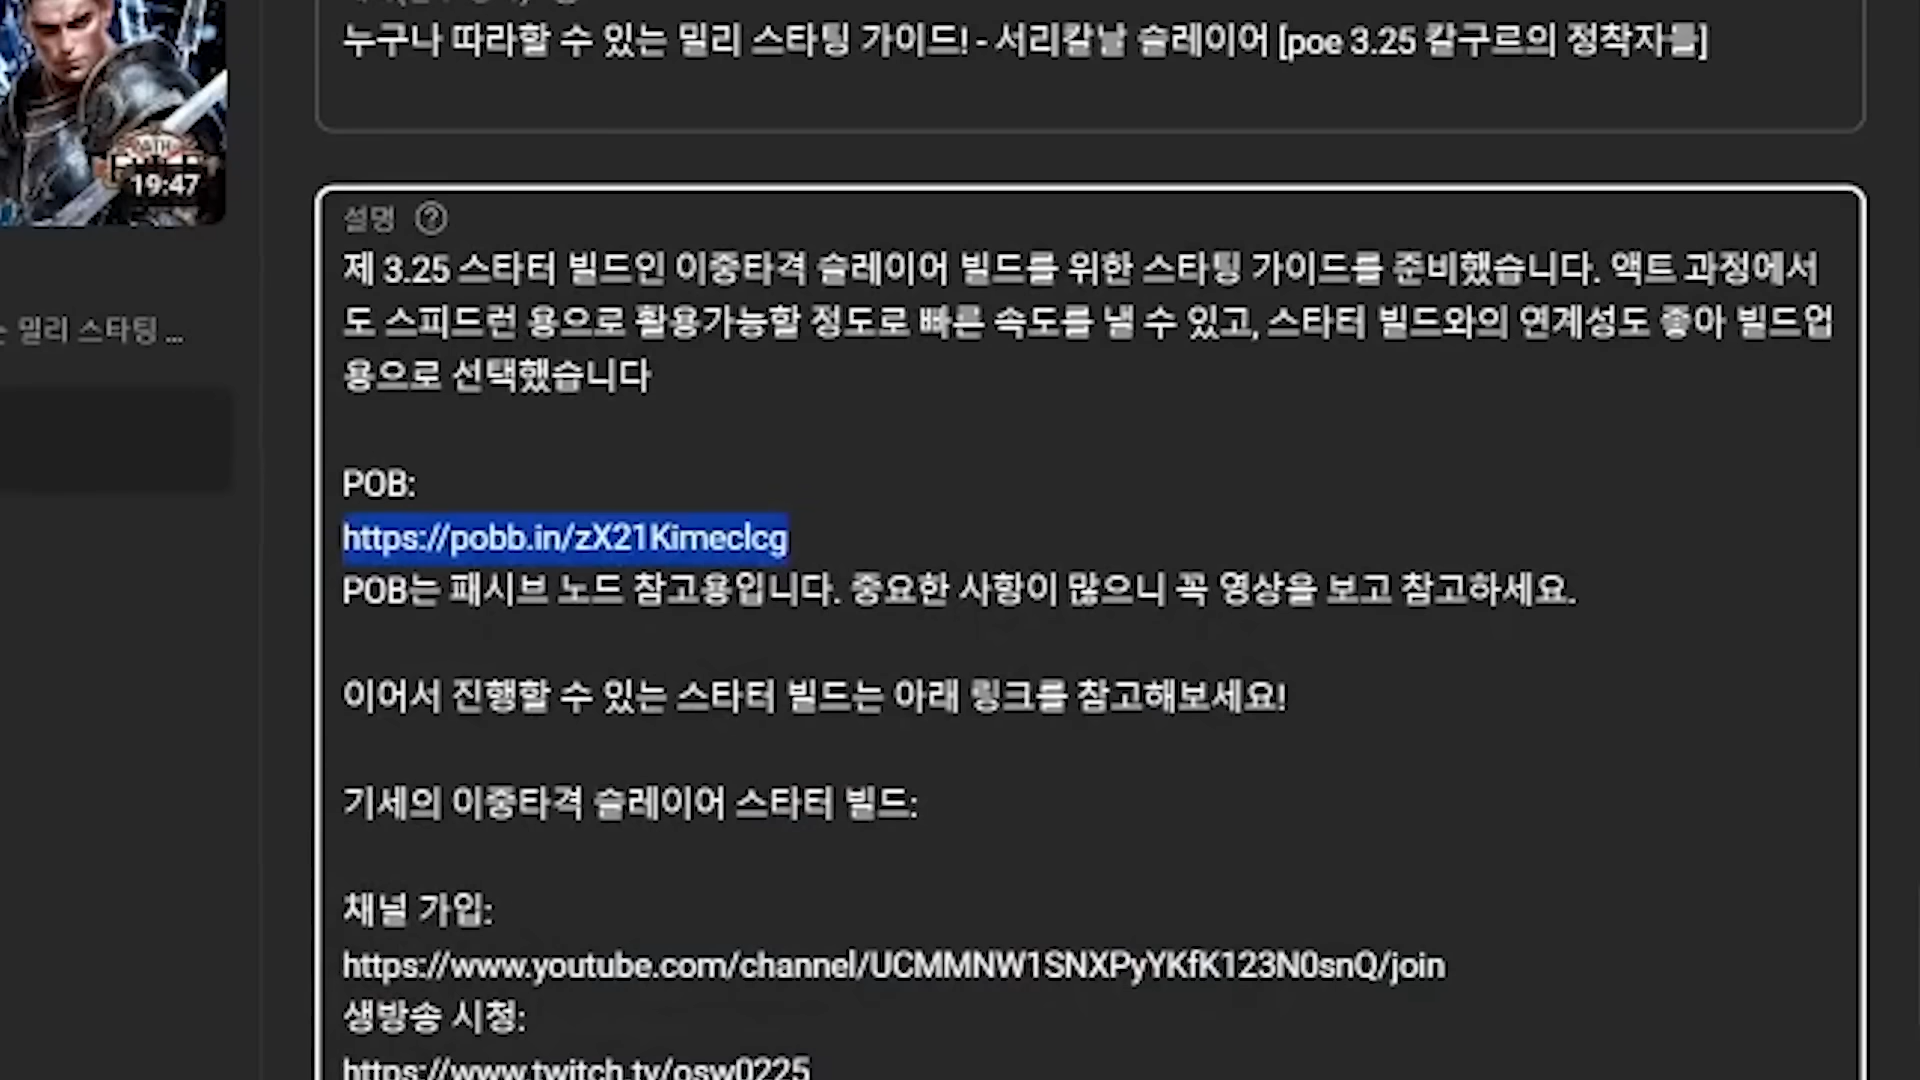 누구나 따라할 수 있는 밀리 스타팅 가이드! - 서리칼날 슬레이어 [poe 3.25 칼구르의 정착자들]
19:47
밀리 스타팅 ...
설명
제 3.25 스타터 빌드인 이중타격 슬레이어 빌드를 위한 스타팅 가이드를 준비했습니다. 액트 과정에서
도 스피드런 용으로 활용가능할 정도로 빠른 속도를 낼 수 있고, 스타터 빌드와의 연계성도 좋아 빌드업
용으로 선택했습니다
POB:
https://pobb.in/zX21Kimeclcg
POB는 패시브 노드 참고용입니다. 중요한 사항이 많으니 꼭 영상을 보고 참고하세요.
이어서 진행할 수 있는 스타터 빌드는 아래 링크를 참고해보세요!
기세의 이중타격 슬레이어 스타터 빌드:
채널 가입:
https://www.youtube.com/channel/UCMMNW1SNXPyYKfK123N0snQ/join
생방송 시청:
https://www.twitch.tv/osw0225